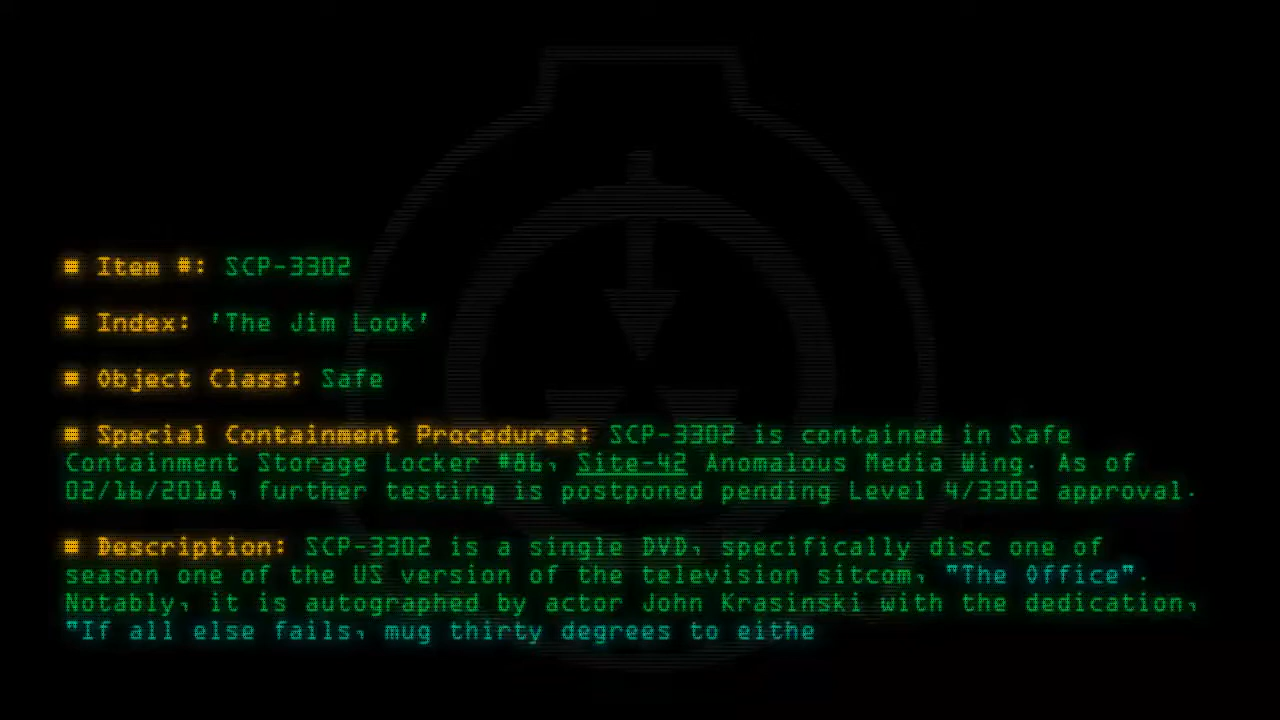 ■ Item #: SCP-3302
■ Index: 'The Jim Look'
■ Object Class: Safe
■ Special Containment Procedures: SCP-3302 is contained in Safe
Containment Storage Locker #86, Site-42 Anomalous Media Wing. As of
02/16/2018, further testing is postponed pending Level 4/3302 approval.
■ Description: SCP-3302 is a single DVD, specifically disc one of
season one of the US version of the television sitcom, "The Office".
Notably, it is autographed by actor John Krasinski with the dedication,
"If all else fails, mug thirty degrees to eithe